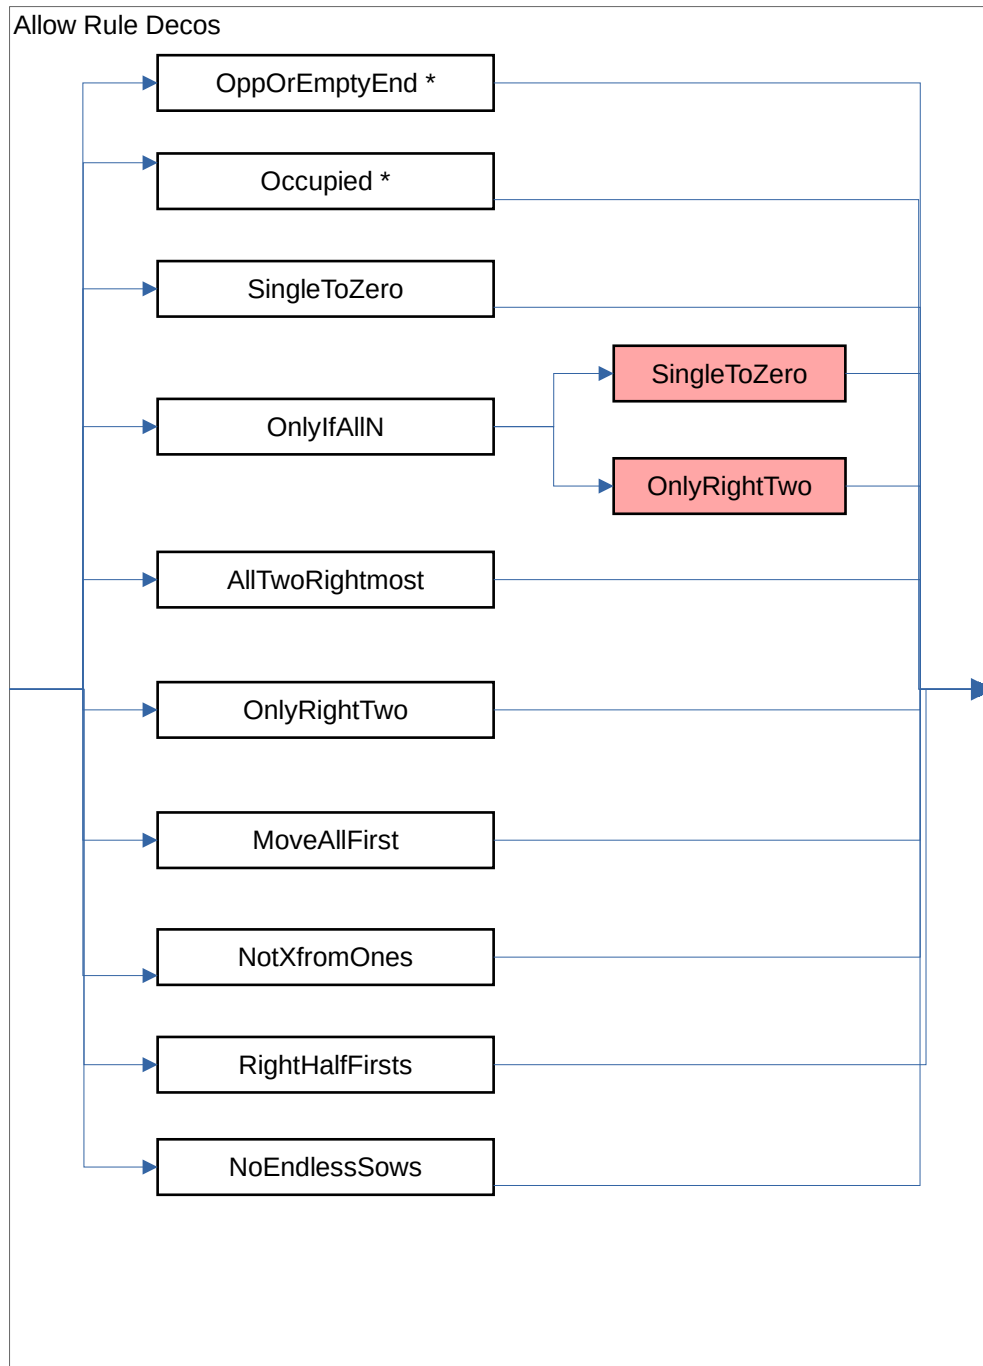 Allow Rule Decos
OppOrEmptyEnd *
Occupied *
SingleToZero
SingleToZero
OnlyIfAllN
OnlyRightTwo
AllTwoRightmost
OnlyRightTwo
MoveAllFirst
NotXfromOnes
RightHalfFirsts
NoEndlessSows